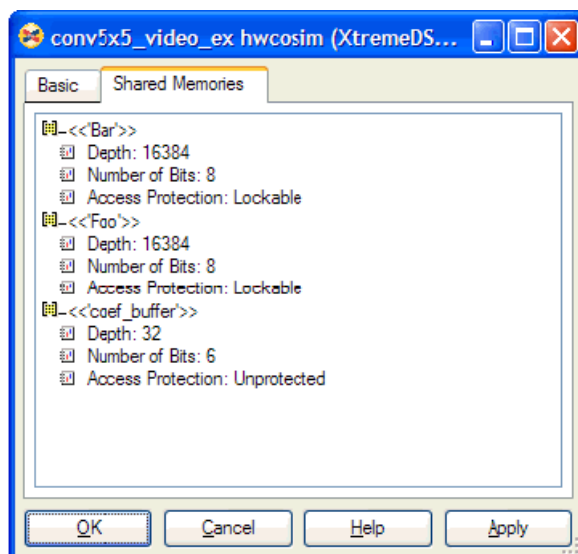 conv5x5_video_ex hwcosim (XtremeDS...
Basic
Shared Memories
<<'Bar'>>
Depth: 16384
Number of Bits: 8
Access Protection: Lockable
<<'Foo'>>
Depth: 16384
Number of Bits: 8
Access Protection: Lockable
<<'coef_buffer'>>
Depth: 32
Number of Bits: 6
Access Protection: Unprotected
OK
Cancel
Help
Apply